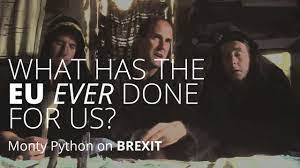 WHAT HAS THE
EU EVER DONE
FOR US?
Monty Python on BREXIT